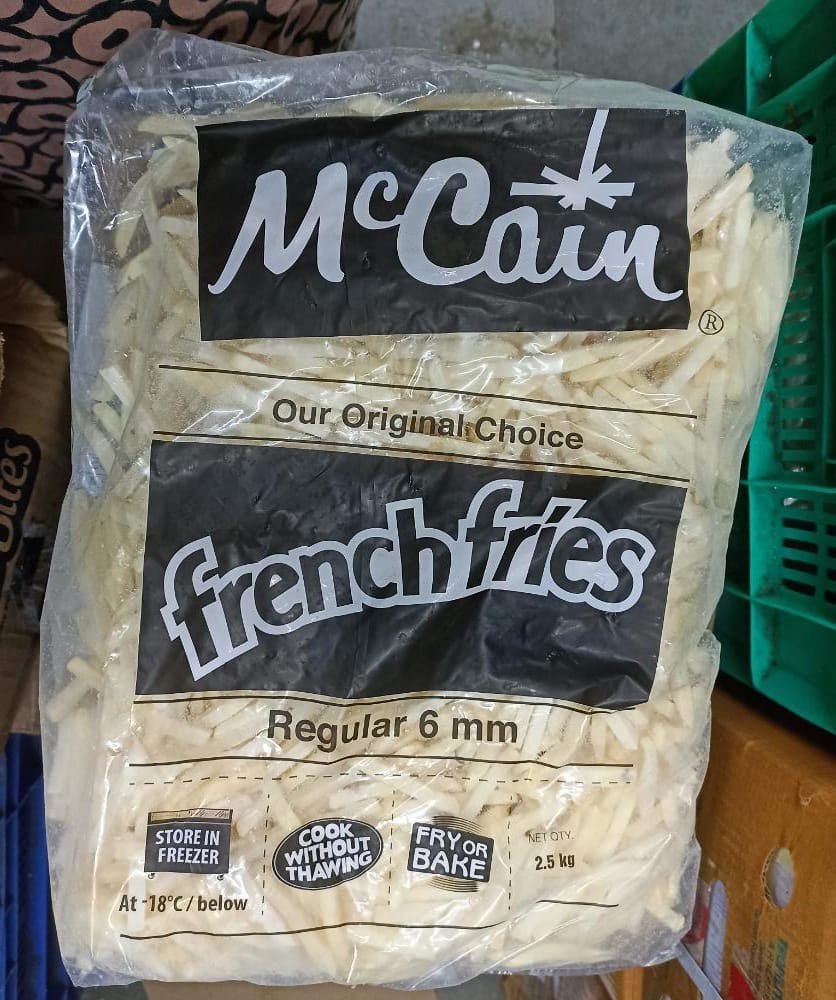 McCain
®
Our Original Choice
french fries
Regular 6 mm
STORE IN
FREEZER
At -18°C / below
COOK
WITHOUT
THAWING
FRY OR
BAKE
NET QTY.
2.5 kg